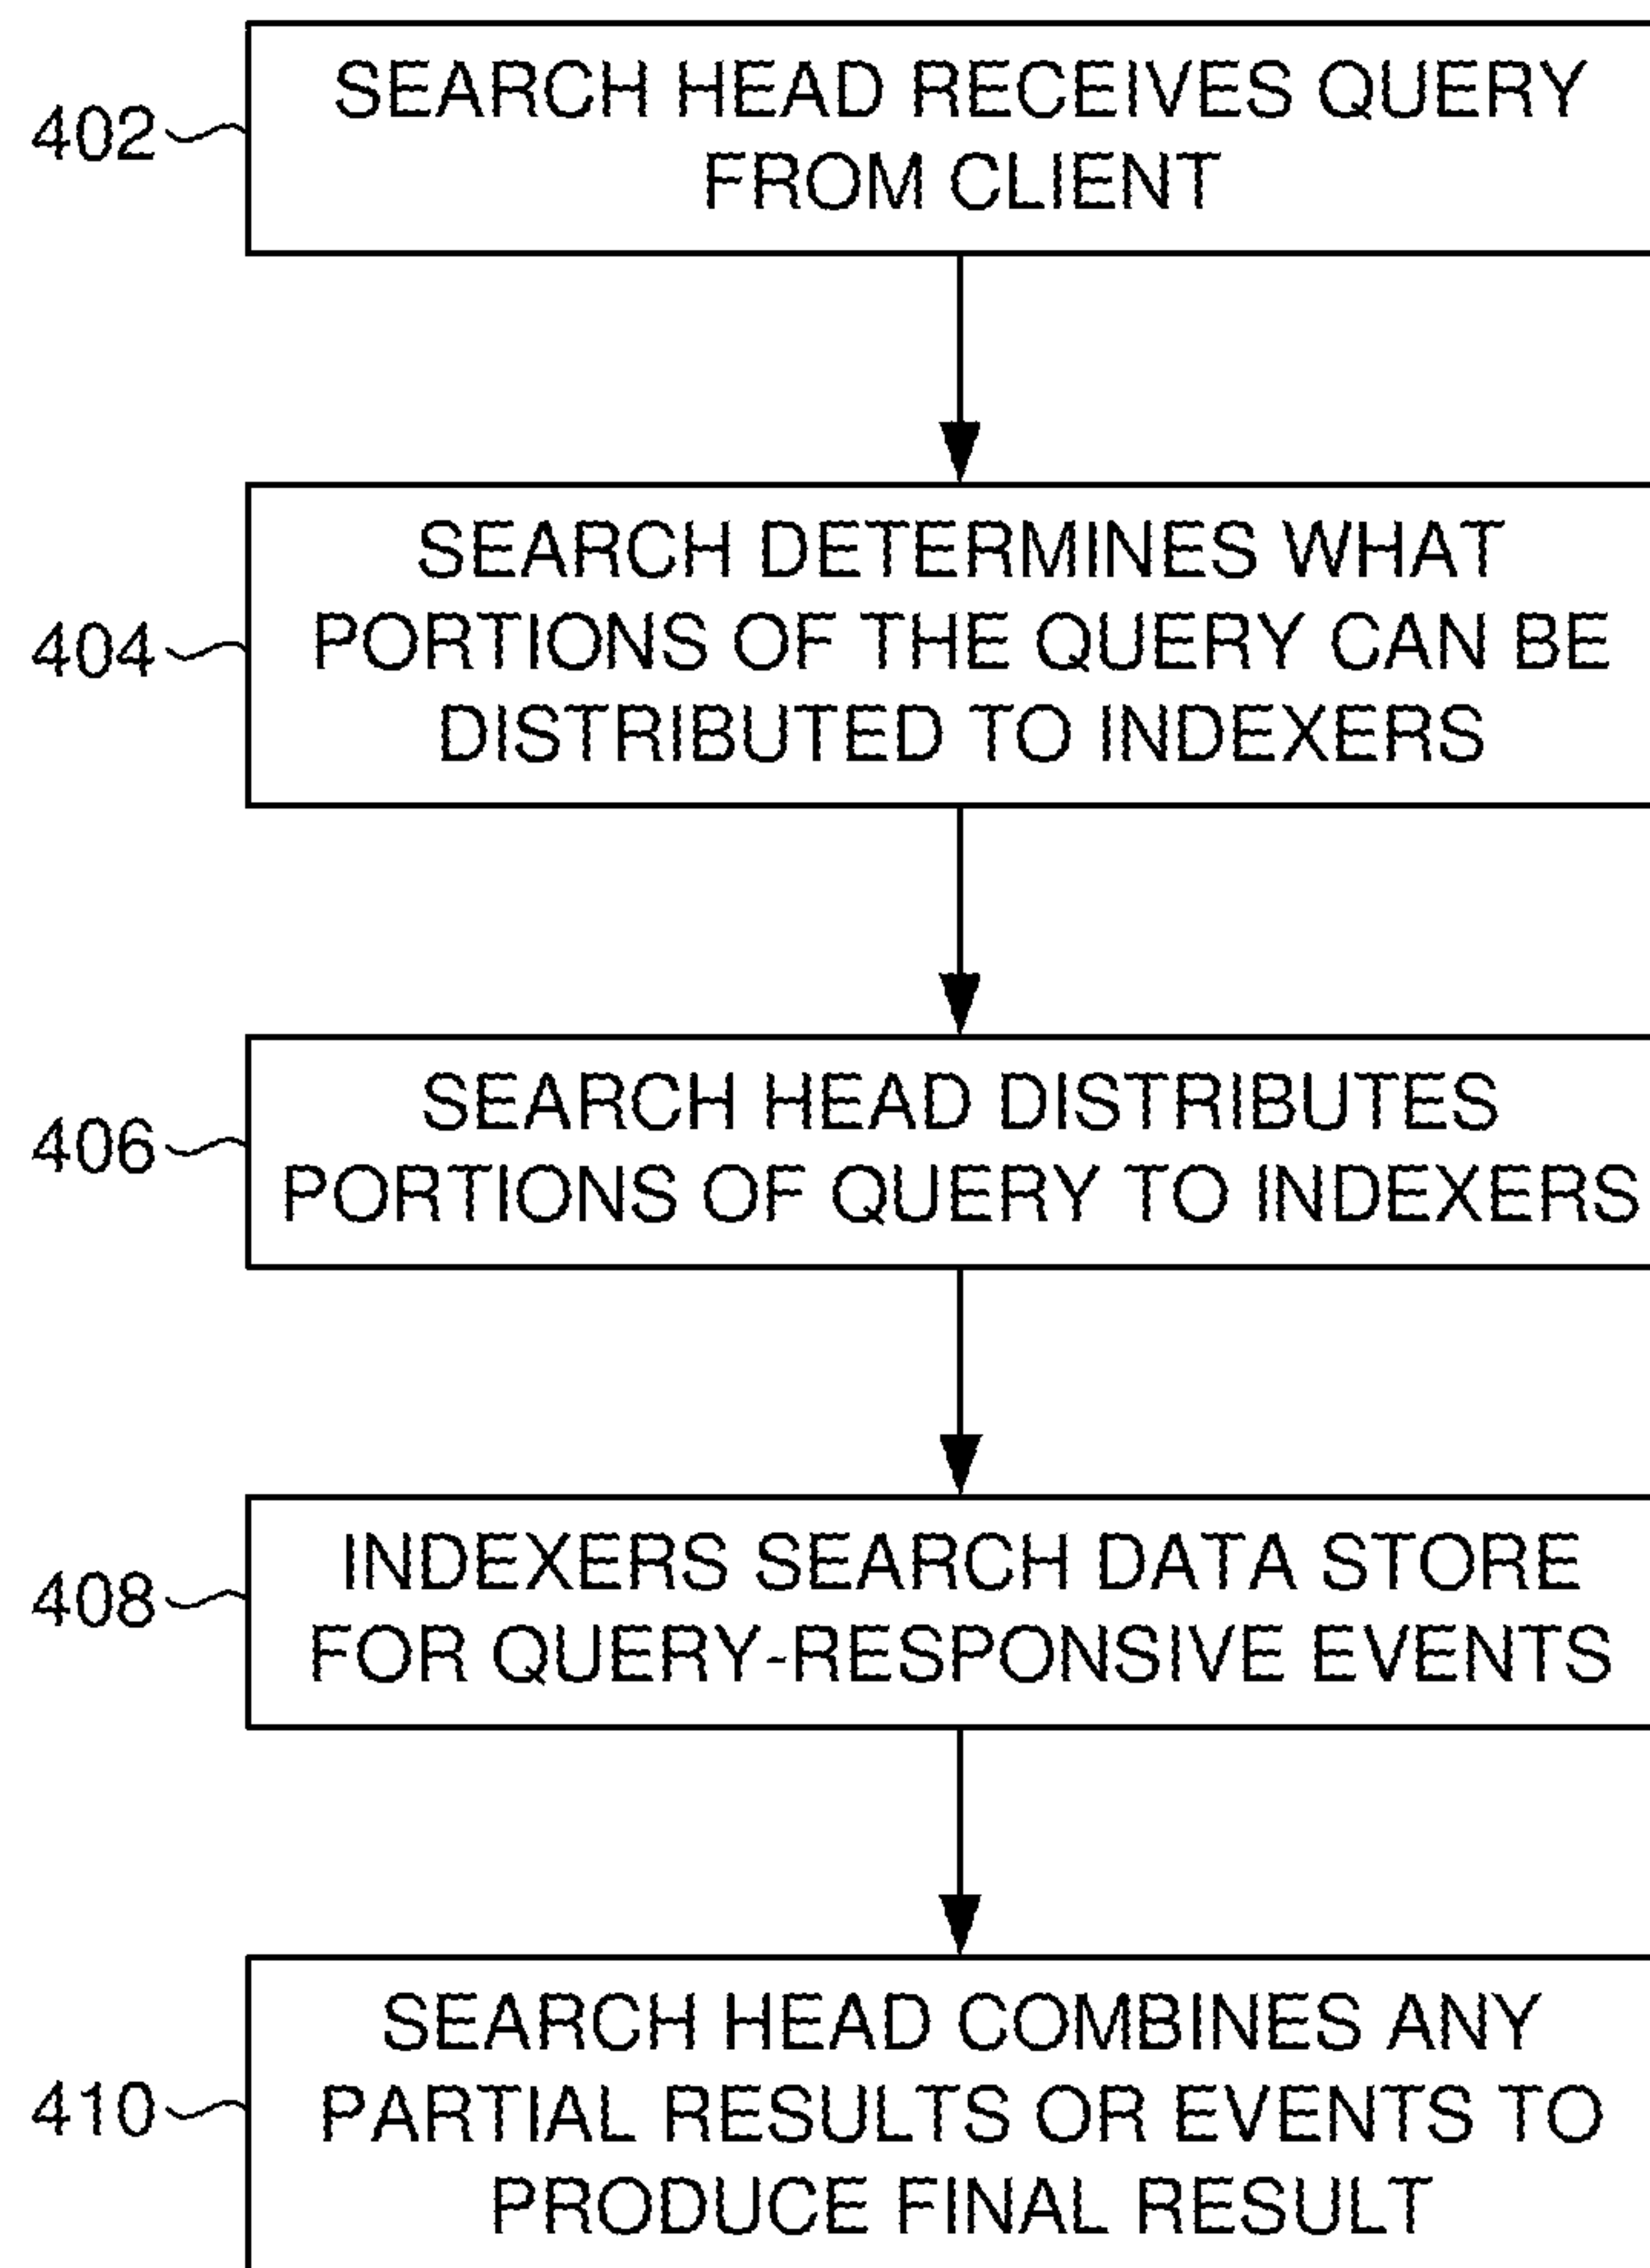 402
SEARCH HEAD RECEIVES QUERY
FROM CLIENT
404
SEARCH DETERMINES WHAT
PORTIONS OF THE QUERY CAN BE
DISTRIBUTED TO INDEXERS
406
SEARCH HEAD DISTRIBUTES
PORTIONS OF QUERY TO INDEXERS
408
INDEXERS SEARCH DATA STORE
FOR QUERY-RESPONSIVE EVENTS
410
SEARCH HEAD COMBINES ANY
PARTIAL RESULTS OR EVENTS TO
PRODUCE FINAL RESULT